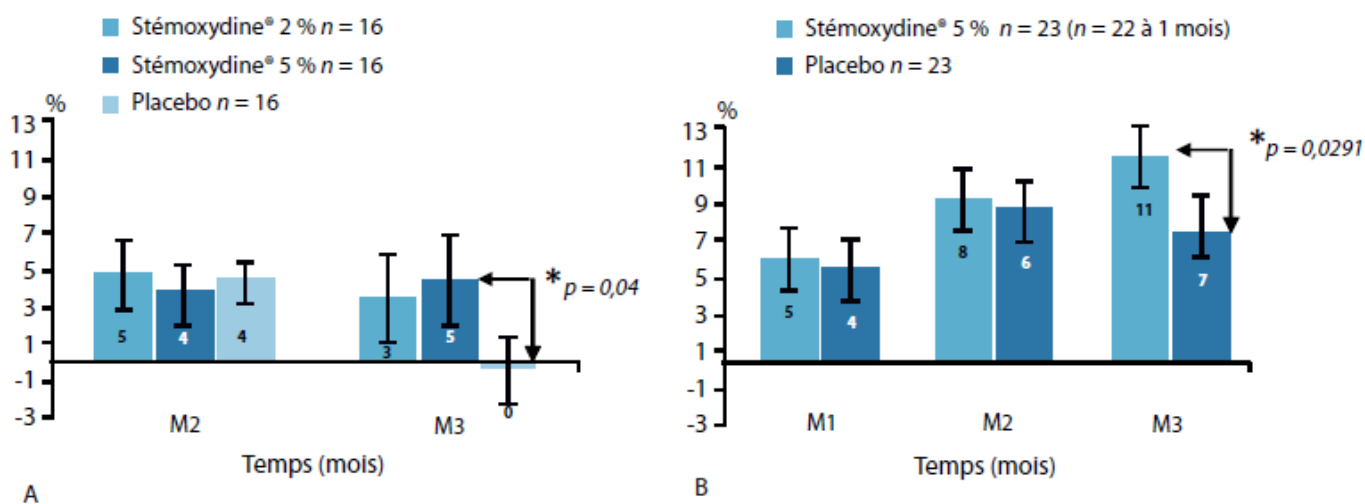 Stémoxydine® 2 % n = 16
Stémoxydine® 5 % n = 16
Placebo n = 16
%
13
11
9
7
5
3
1
-1
-3
5
4
4
3
5
0
* p = 0,04
M2
M3
Temps (mois)
A
Stémoxydine® 5 % n = 23 (n = 22 à 1 mois)
Placebo n = 23
%
13
11
9
7
5
3
1
-1
-3
5
4
8
6
11
7
* p = 0,0291
M1
M2
M3
Temps (mois)
B